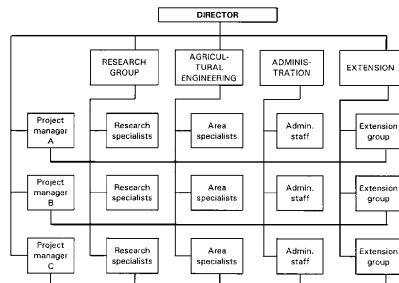 DIRECTOR
RESEARCH
GROUP
AGRICUL-
TURAL
ENGINEERING
ADMINIS-
TRATION
EXTENSION
Project
manager
A
Research
specialists
Area
specialists
Admin.
staff
Extension
group
Project
manager
B
Research
specialists
Area
specialists
Admin.
staff
Extension
group
Project
manager
C
Research
specialists
Area
specialists
Admin.
staff
Extension
group